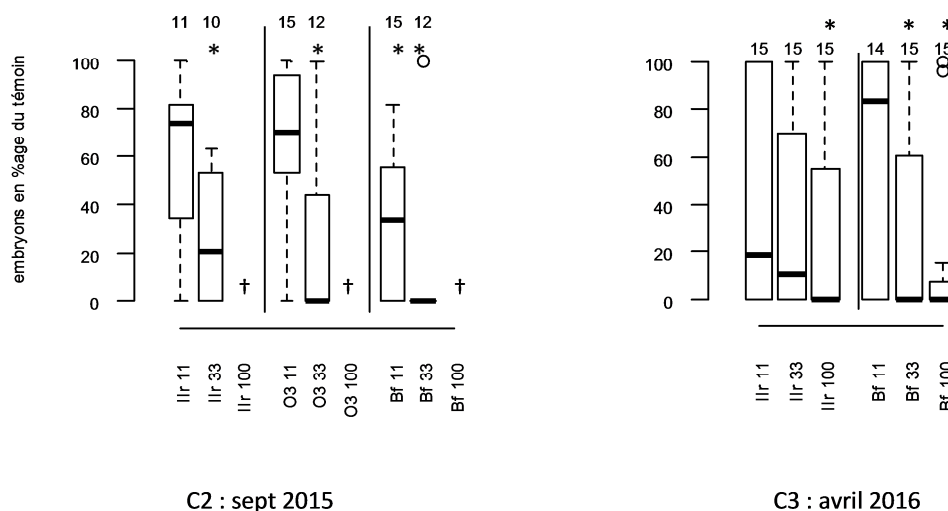 11 10 15 12 15 12
* * * *
embryons en %age du témoin
100
80
60
40
20
0
† † †
IIr 11
IIr 33
IIr 100
O3 11
O3 33
O3 100
Bf 11
Bf 33
Bf 100
C2 : sept 2015
* * *
15 15 15 14 15 15
100
80
60
40
20
0
IIr 11
IIr 33
IIr 100
Bf 11
Bf 33
Bf 100
C3 : avril 2016